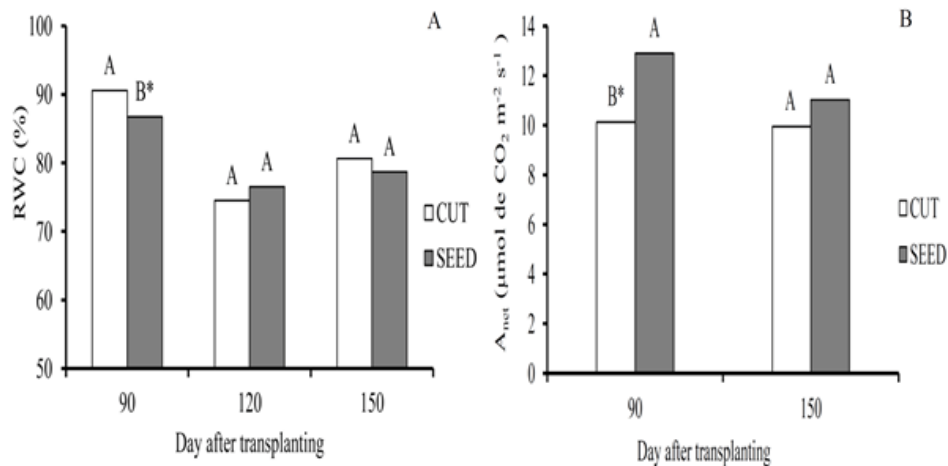 A
RWC (%)
100
90
80
70
60
50
A
B*
A
A
A
A
90
120
150
Day after transplanting
CUT
SEED
B
A_net (μmol de CO₂ m⁻² s⁻¹)
14
12
10
8
6
4
2
0
B*
A
A
A
90
150
Day after transplanting
CUT
SEED